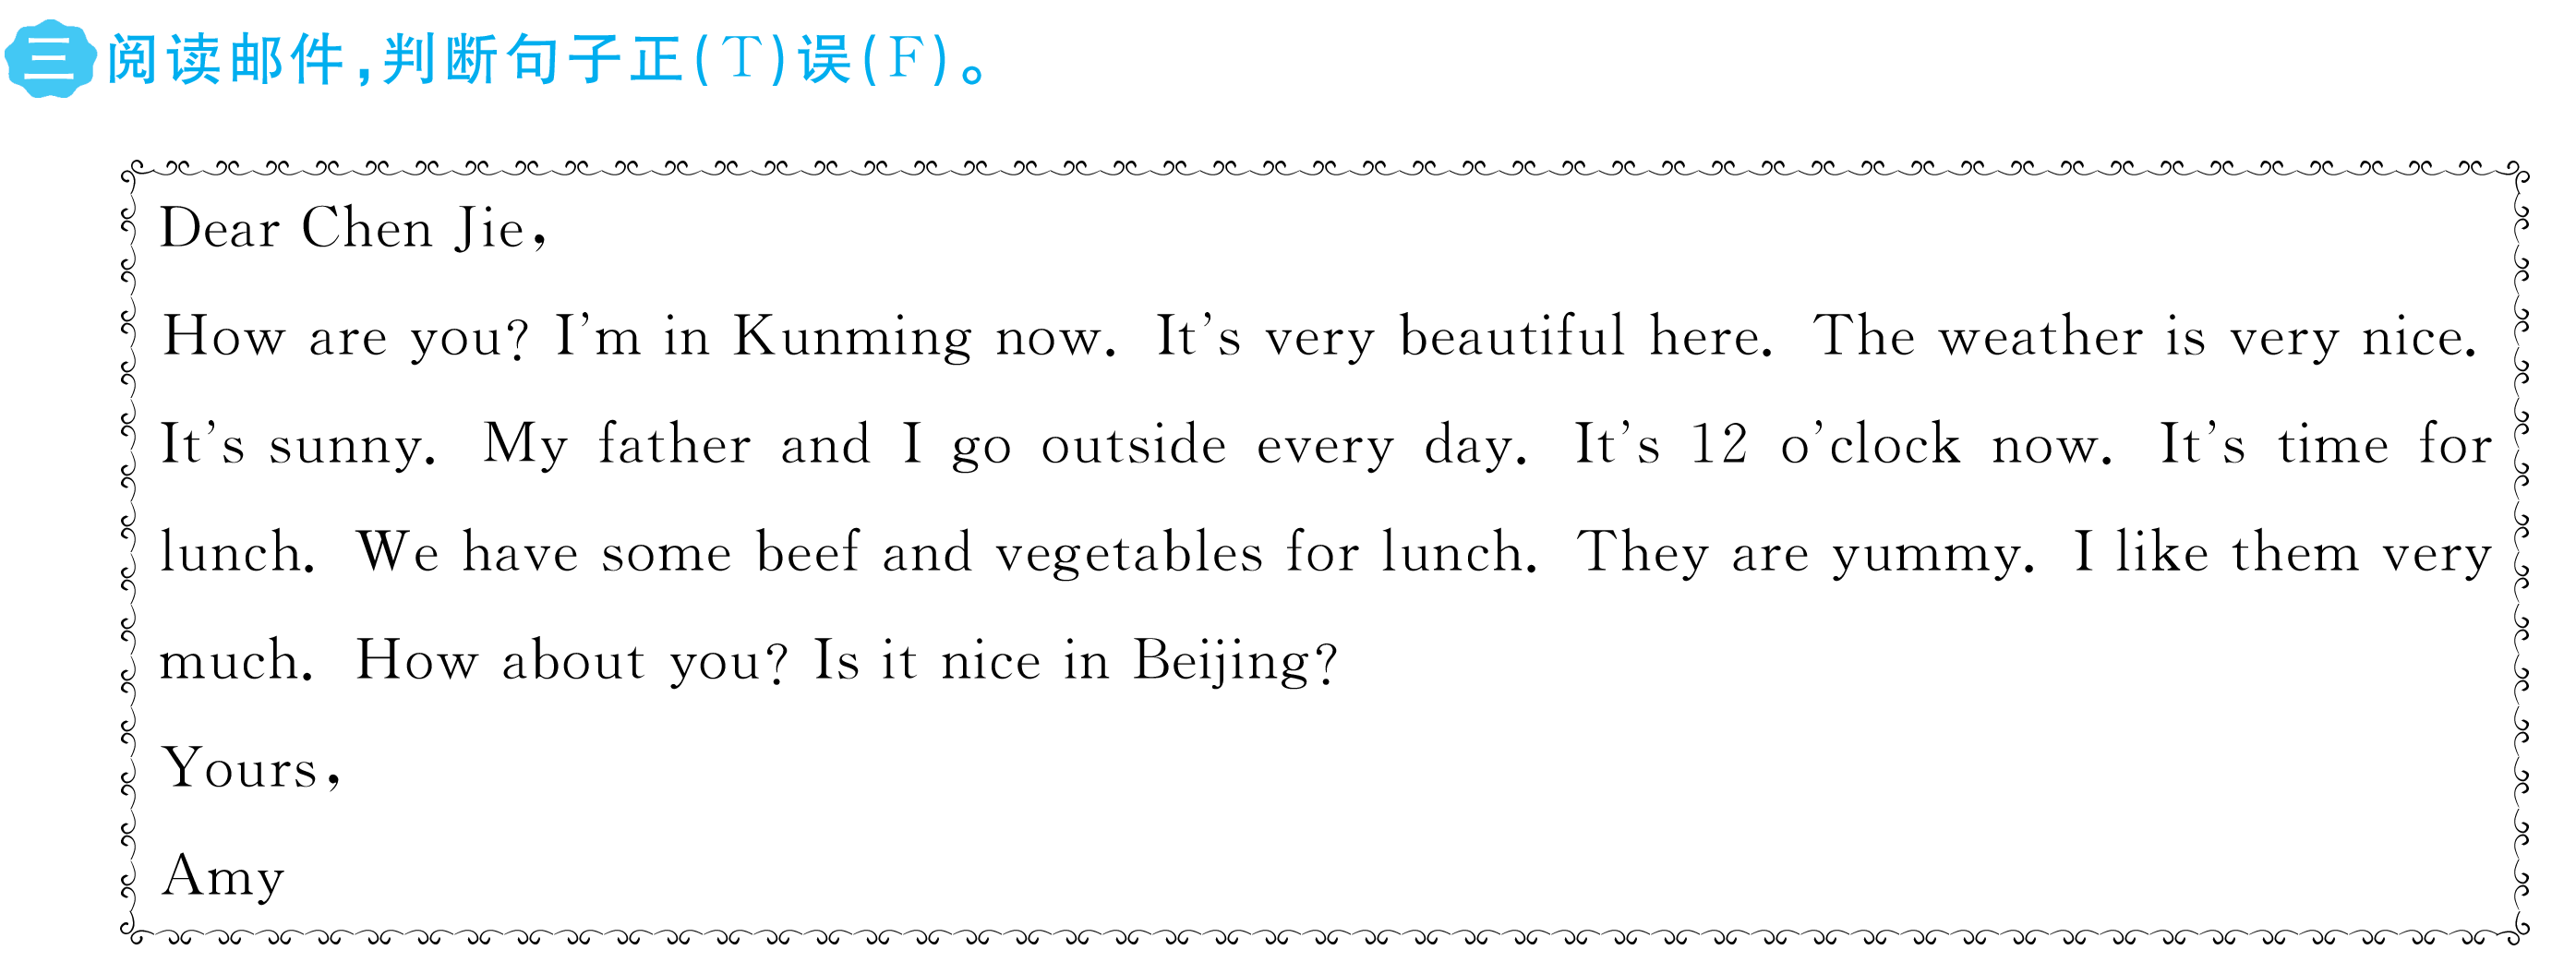 三 阅读邮件,判断句子正(T)误(F)。
Dear Chen Jie,
How are you? I'm in Kunming now. It's very beautiful here. The weather is very nice.
It's sunny. My father and I go outside every day. It's 12 o'clock now. It's time for
lunch. We have some beef and vegetables for lunch. They are yummy. I like them very
much. How about you? Is it nice in Beijing?
Yours,
Amy